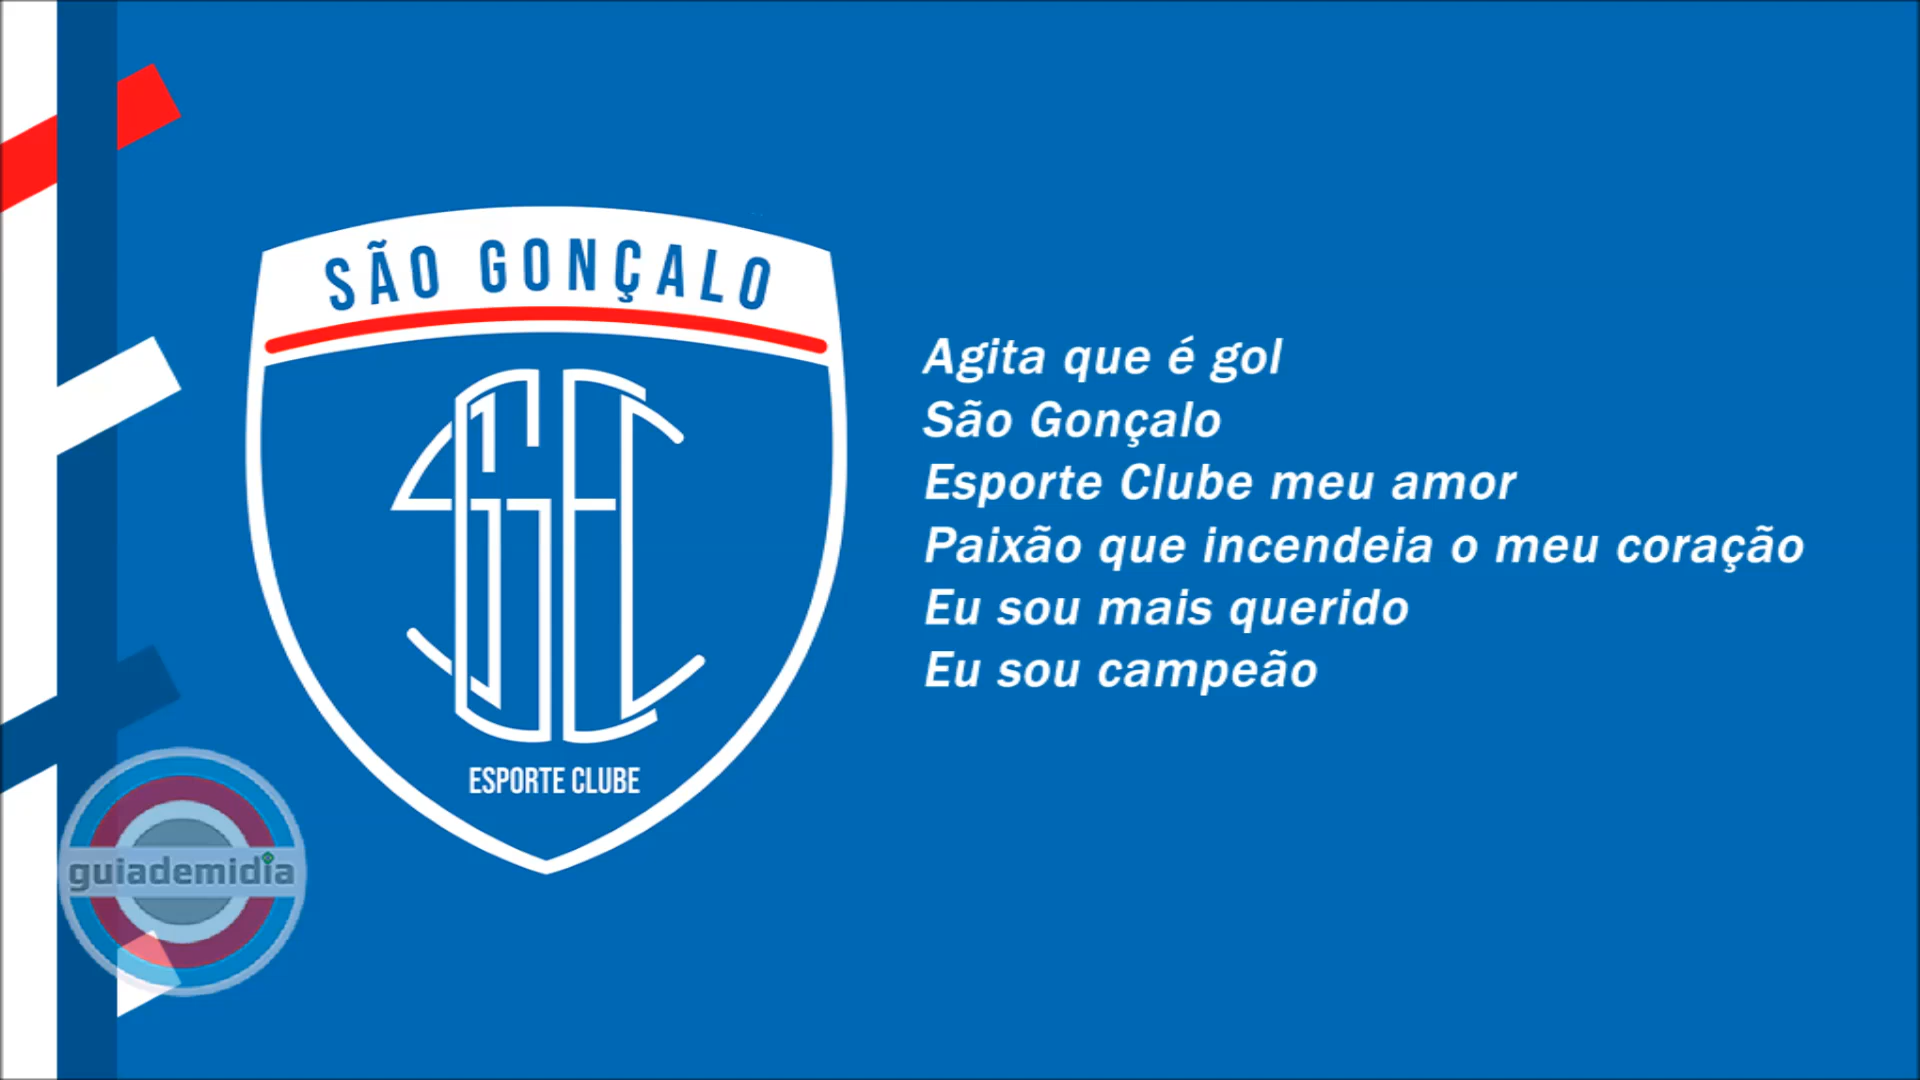 SÃO GONÇALO
SGEC
ESPORTE CLUBE
Agita que é gol
São Gonçalo
Esporte Clube meu amor
Paixão que incendeia o meu coração
Eu sou mais querido
Eu sou campeão
guiademidia